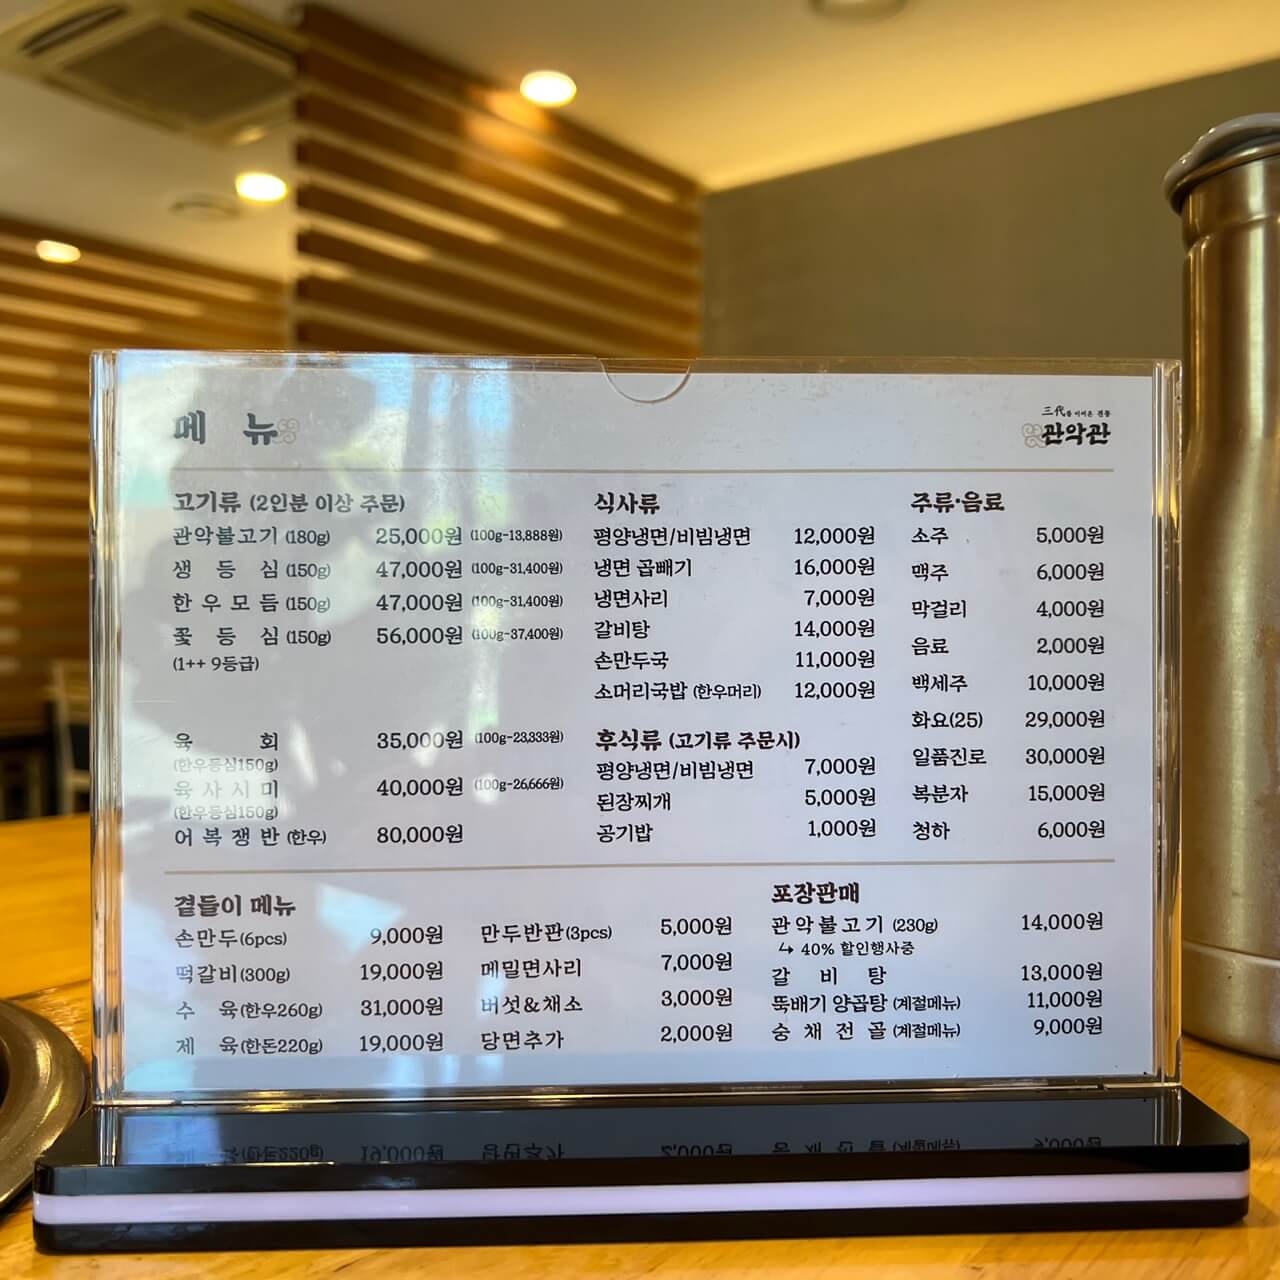 메 뉴
三代를 이어온 전통
관악관
고기류 (2인분 이상 주문)
관악불고기 (180g) 25,000원 (100g-13,888원)
생 등 심 (150g) 47,000원 (100g-31,400원)
한 우 모 듬 (150g) 47,000원 (100g-31,400원)
꽃 등 심 (150g) 56,000원 (100g-37,400원)
(1++ 9등급)
육 회 35,000원 (100g-23,333원)
(한우등심150g)
육 사 시 미 40,000원 (100g-26,666원)
(한우등심150g)
어 복 쟁 반 (한우) 80,000원
식사류
평양냉면/비빔냉면 12,000원
냉면 곱빼기 16,000원
냉면사리 7,000원
갈비탕 14,000원
손만두국 11,000원
소머리국밥 (한우머리) 12,000원
후식류 (고기류 주문시)
평양냉면/비빔냉면 7,000원
된장찌개 5,000원
공기밥 1,000원
주류·음료
소주 5,000원
맥주 6,000원
막걸리 4,000원
음료 2,000원
백세주 10,000원
화요(25) 29,000원
일품진로 30,000원
복분자 15,000원
청하 6,000원
곁들이 메뉴
손만두(6pcs) 9,000원
떡갈비(300g) 19,000원
수 육(한우260g) 31,000원
제 육(한돈220g) 19,000원
만두반판(3pcs) 5,000원
메밀면사리 7,000원
버섯&채소 3,000원
당면추가 2,000원
포장판매
관악불고기 (230g) 14,000원
↪ 40% 할인행사중
갈 비 탕 13,000원
뚝배기 양곰탕 (계절메뉴) 11,000원
숭 채 전 골 (계절메뉴) 9,000원